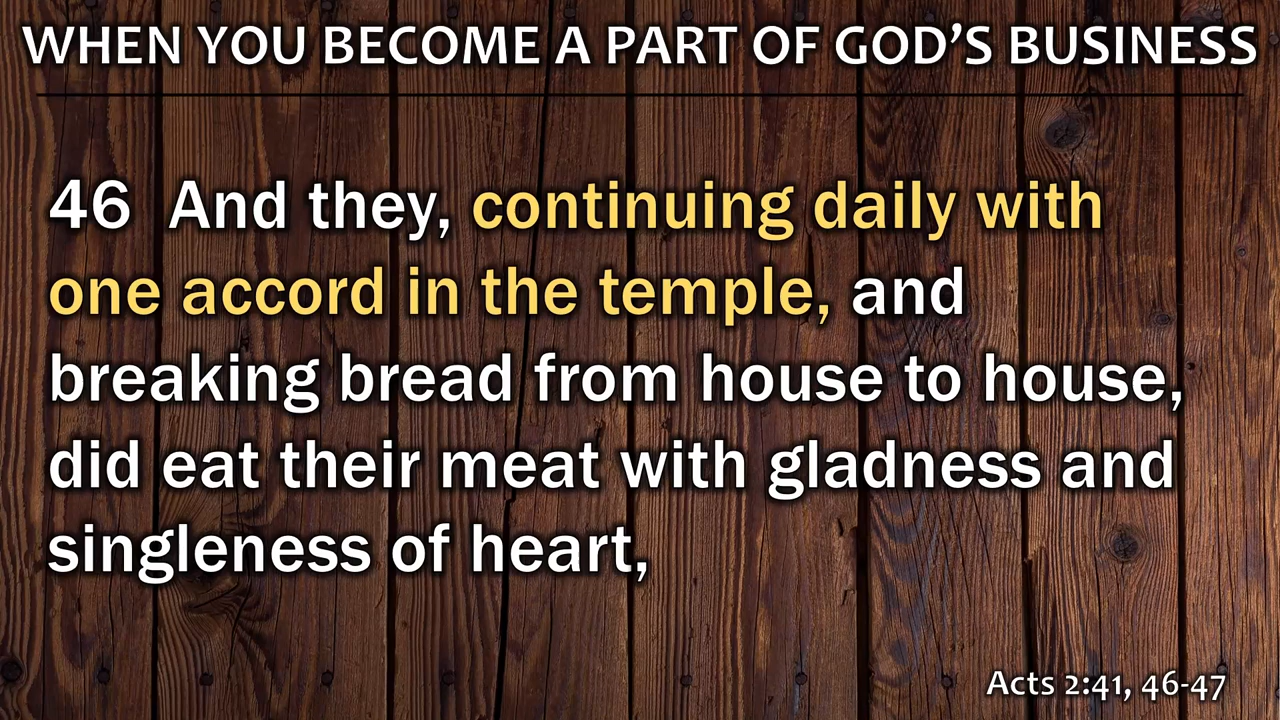 WHEN YOU BECOME A PART OF GOD’S BUSINESS
46  And they, continuing daily with
one accord in the temple, and
breaking bread from house to house,
did eat their meat with gladness and
singleness of heart,
Acts 2:41, 46-47